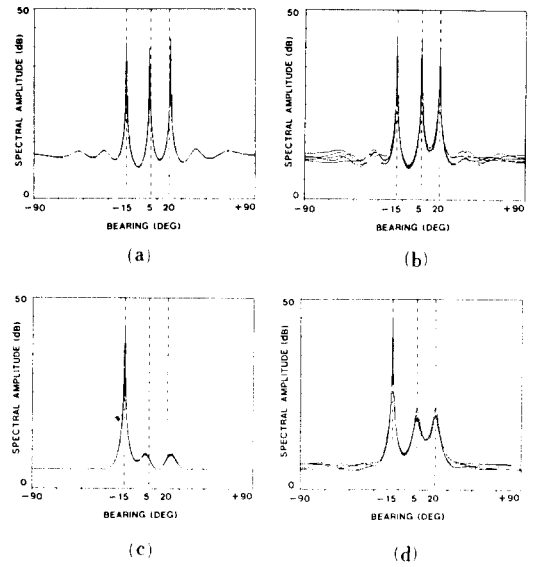 50
SPECTRAL AMPLITUDE (dB)
0
-90 -15 5 20 +90
BEARING (DEG)
(a)
50
SPECTRAL AMPLITUDE (dB)
0
-90 -15 5 20 +90
BEARING (DEG)
(b)
50
SPECTRAL AMPLITUDE (dB)
0
-90 -15 5 20 +90
BEARING (DEG)
(c)
50
SPECTRAL AMPLITUDE (dB)
0
-90 -15 5 20 +90
BEARING (DEG)
(d)